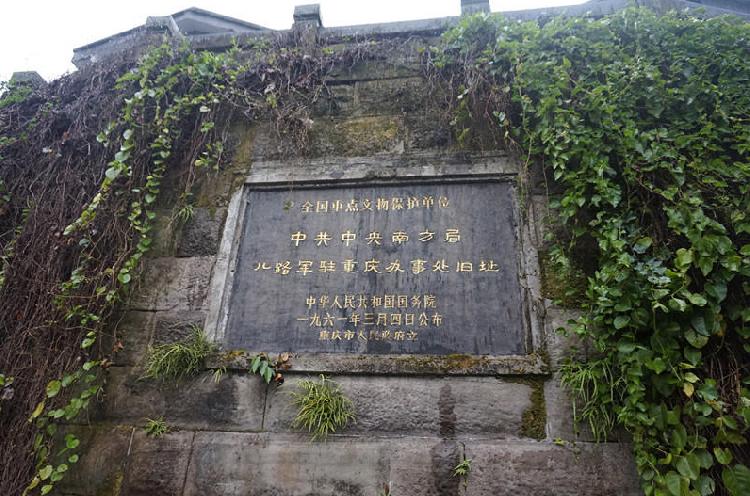 全国重点文物保护单位
中共中央南方局
八路军驻重庆办事处旧址
中华人民共和国国务院
一九六一年三月四日公布
重庆市人民政府立